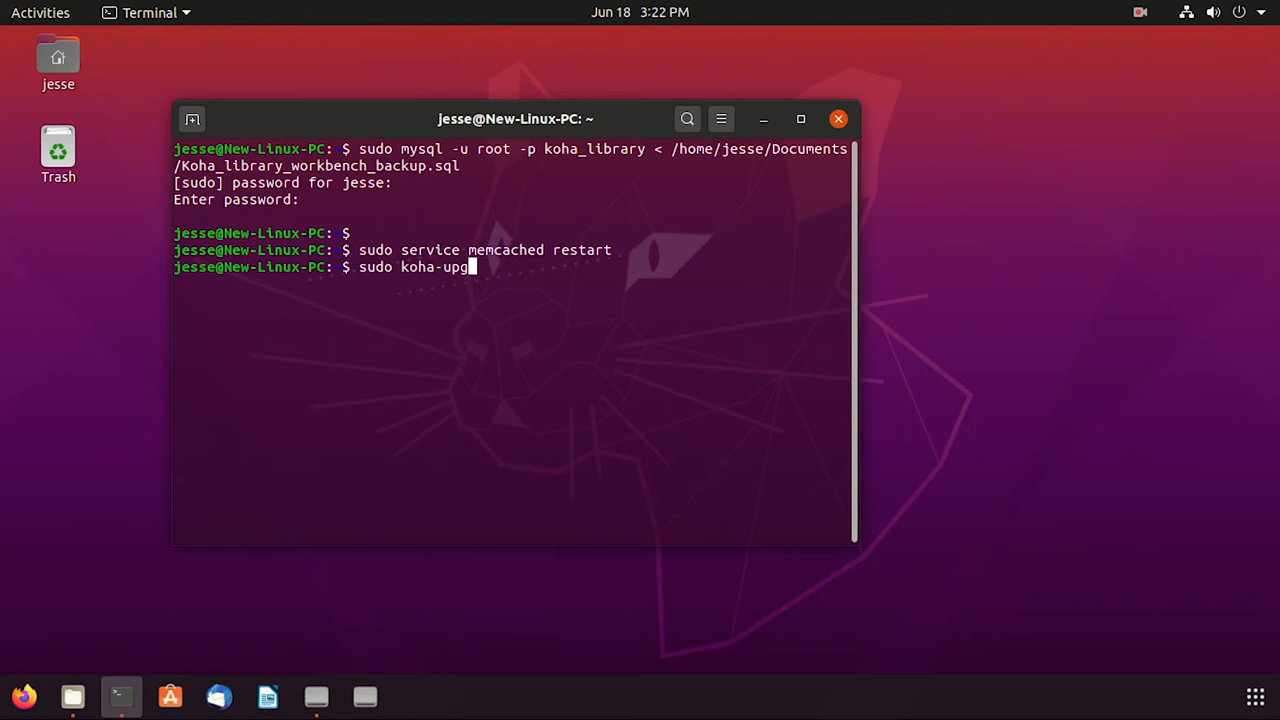 Activities
Terminal
Jun 18 3:22 PM
jesse
Trash
jesse@New-Linux-PC: ~
jesse@New-Linux-PC:~$ sudo mysql -u root -p koha_library < /home/jesse/Documents
/Koha_library_workbench_backup.sql
[sudo] password for jesse:
Enter password:
jesse@New-Linux-PC:~$
jesse@New-Linux-PC:~$ sudo service memcached restart
jesse@New-Linux-PC:~$ sudo koha-upg